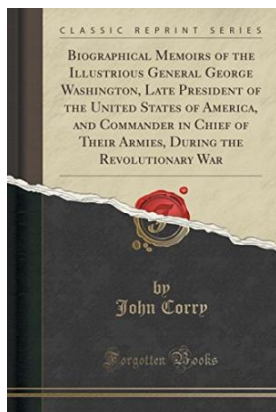 CLASSIC REPRINT SERIES
BIOGRAPHICAL MEMOIRS OF THE
ILLUSTRIOUS GENERAL GEORGE
WASHINGTON, LATE PRESIDENT OF THE
UNITED STATES OF AMERICA, AND
COMMANDER IN CHIEF OF THEIR
ARMIES, DURING THE
REVOLUTIONARY WAR
by
John Corry
Forgotten Books